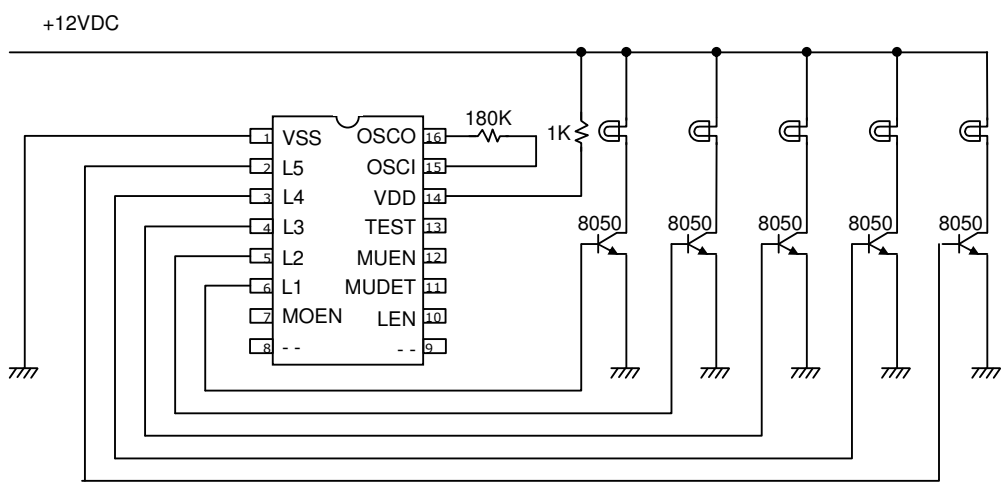 +12VDC
180K
1K
1 VSS OSCO 16
2 L5 OSCI 15
3 L4 VDD 14
4 L3 TEST 13
5 L2 MUEN 12
6 L1 MUDET 11
7 MOEN LEN 10
8 -- -- 9
8050 8050 8050 8050 8050